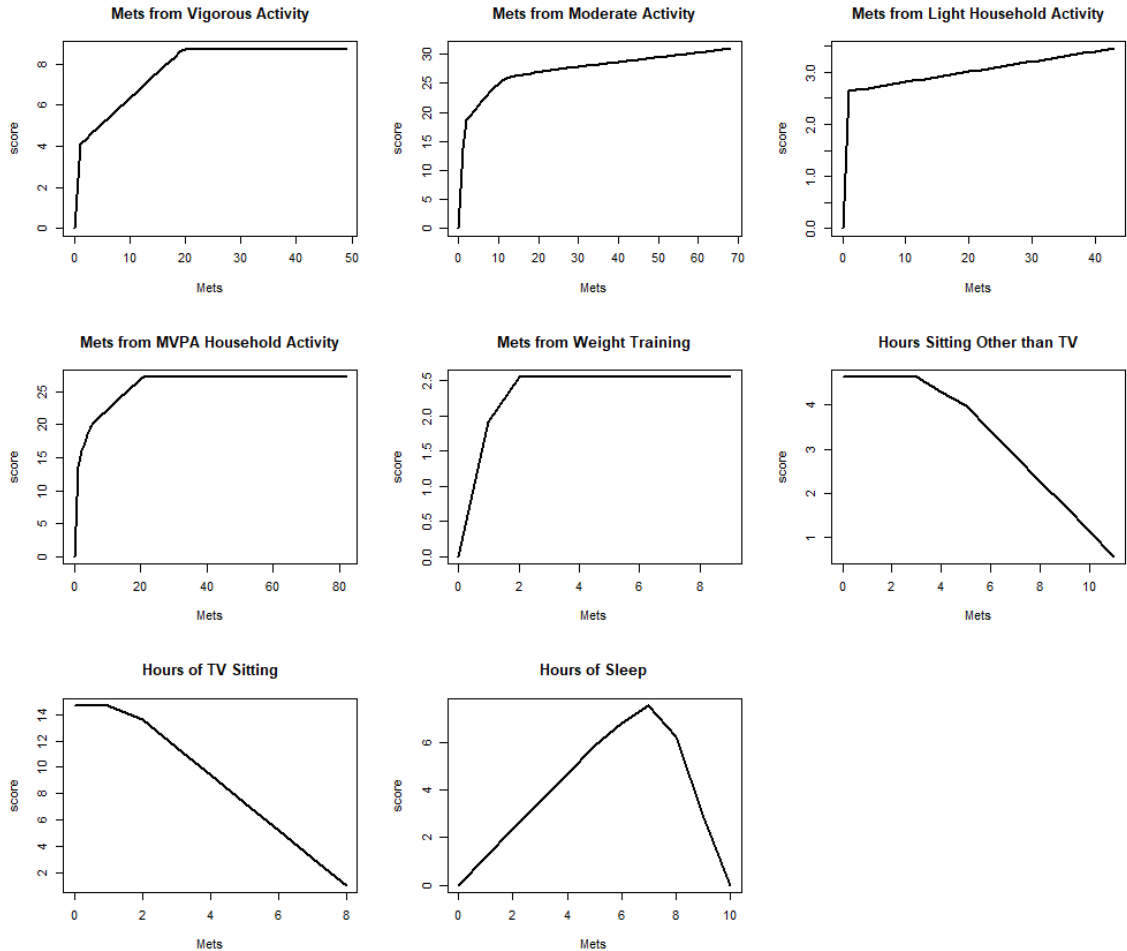 Mets from Vigorous Activity
score
0 2 4 6 8
0 10 20 30 40 50
Mets
Mets from Moderate Activity
score
0 5 10 15 20 25 30
0 10 20 30 40 50 60 70
Mets
Mets from Light Household Activity
score
0.0 1.0 2.0 3.0
0 10 20 30 40
Mets
Mets from MVPA Household Activity
score
0 5 10 15 20 25
0 20 40 60 80
Mets
Mets from Weight Training
score
0.0 0.5 1.0 1.5 2.0 2.5
0 2 4 6 8
Mets
Hours Sitting Other than TV
score
1 2 3 4
0 2 4 6 8 10
Mets
Hours of TV Sitting
score
2 4 6 8 10 12 14
0 2 4 6 8
Mets
Hours of Sleep
score
0 2 4 6
0 2 4 6 8 10
Mets